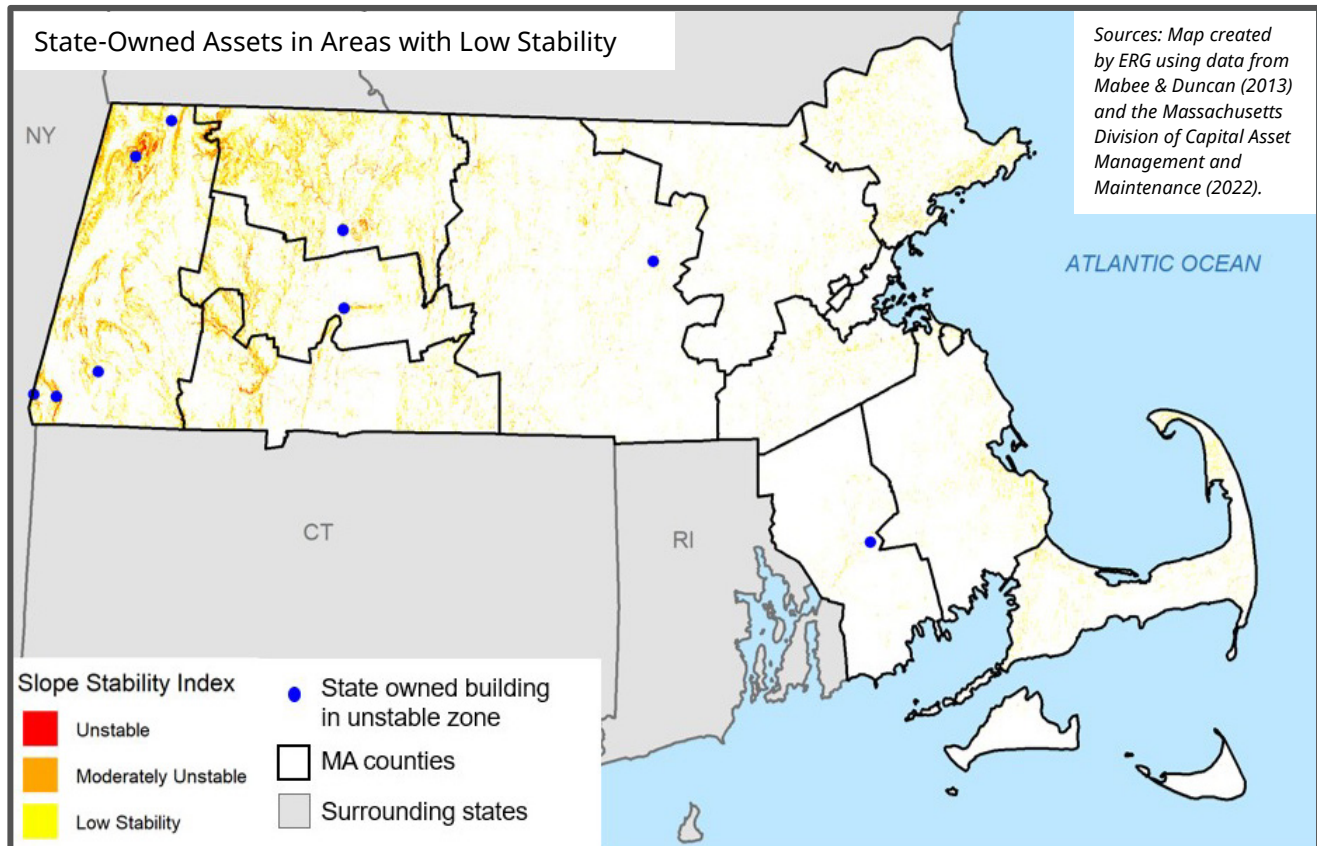 State-Owned Assets in Areas with Low Stability
Sources: Map created
by ERG using data from
Mabee & Duncan (2013)
and the Massachusetts
Division of Capital Asset
Management and
Maintenance (2022).
NY
ATLANTIC OCEAN
CT
RI
Slope Stability Index
Unstable
Moderately Unstable
Low Stability
State owned building
in unstable zone
MA counties
Surrounding states